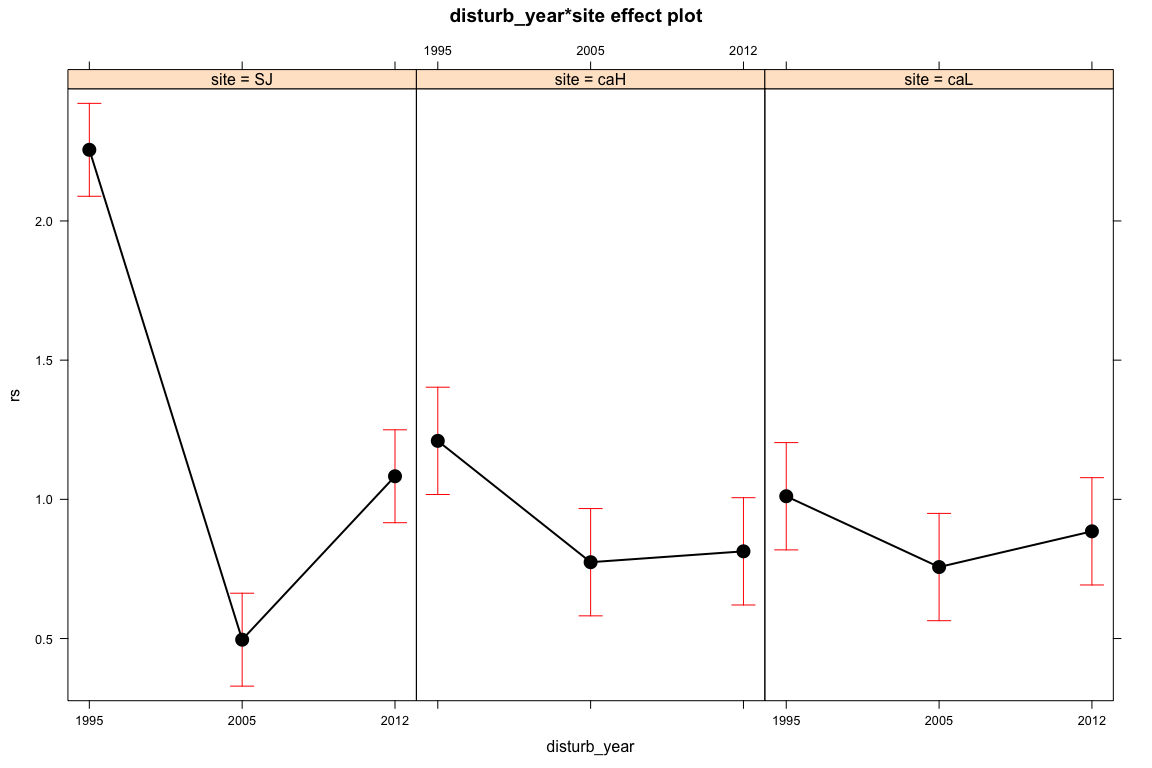 disturb_year*site effect plot
1995 2005 2012
site = SJ site = caH site = caL
2.0
1.5
rs
1.0
0.5
1995 2005 2012 1995 2005 2012
disturb_year